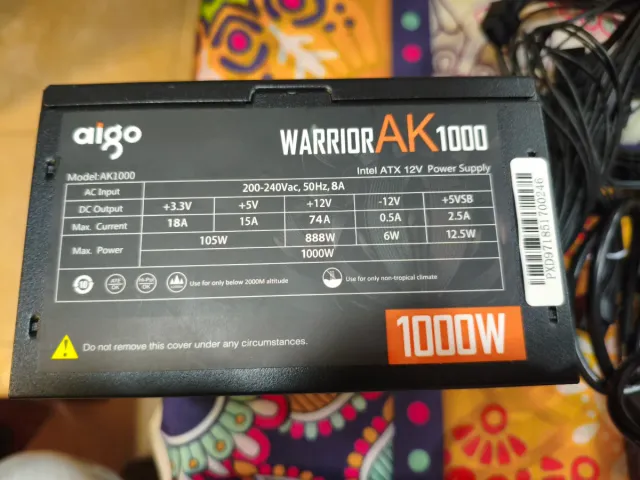 aigo
WARRIOR AK1000
Model:AK1000
Intel ATX 12V Power Supply
AC Input 200-240Vac, 50Hz, 8A
DC Output +3.3V +5V +12V -12V +5VSB
Max. Current 18A 15A 74A 0.5A 2.5A
Max. Power 105W 888W 6W 12.5W
1000W
Use for only below 2000M altitude
Use for only non-tropical climate
PXD97L851700246
1000W
Do not remove this cover under any circumstances.